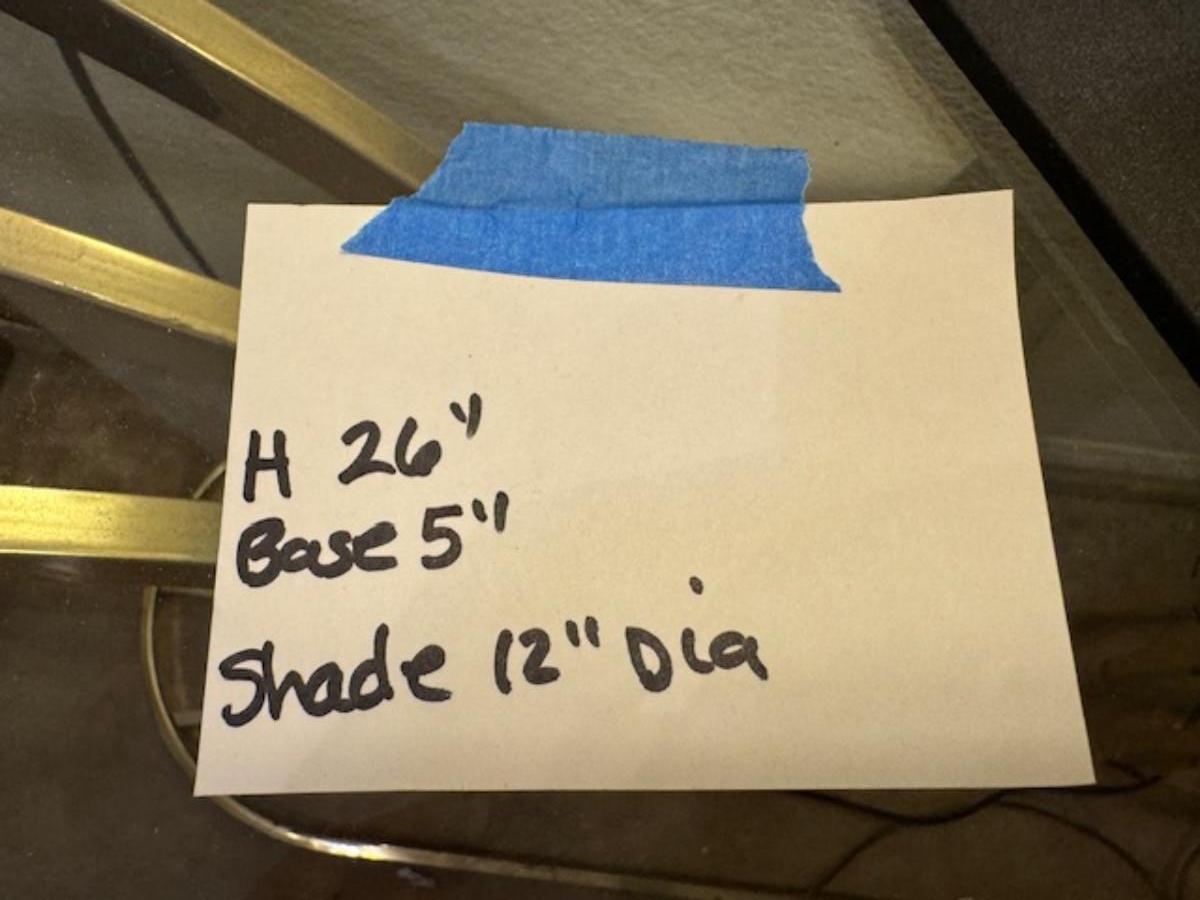 H 26"
Base 5"
Shade 12" Dia